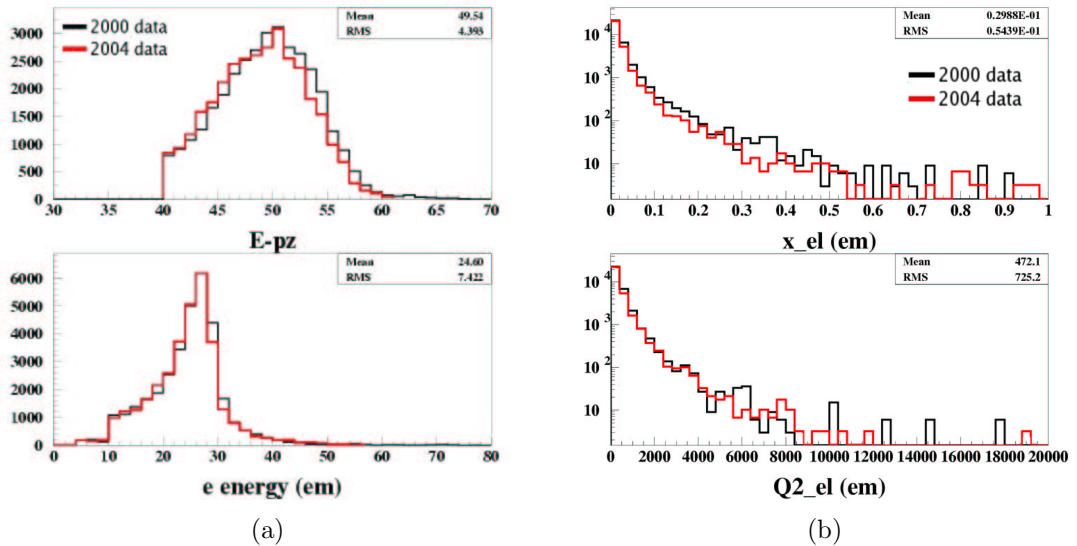 Mean 49.54
RMS 4.393
2000 data
2004 data
3000
2500
2000
1500
1000
500
0
30 35 40 45 50 55 60 65 70
E-pz
Mean 0.2988E-01
RMS 0.5439E-01
2000 data
2004 data
10^4
10^3
10^2
10
0 0.1 0.2 0.3 0.4 0.5 0.6 0.7 0.8 0.9 1
x_el (em)
Mean 24.60
RMS 7.422
6000
5000
4000
3000
2000
1000
0
0 10 20 30 40 50 60 70 80
e energy (em)
Mean 472.1
RMS 725.2
10^4
10^3
10^2
10
0 2000 4000 6000 8000 10000 12000 14000 16000 18000 20000
Q2_el (em)
(a)
(b)